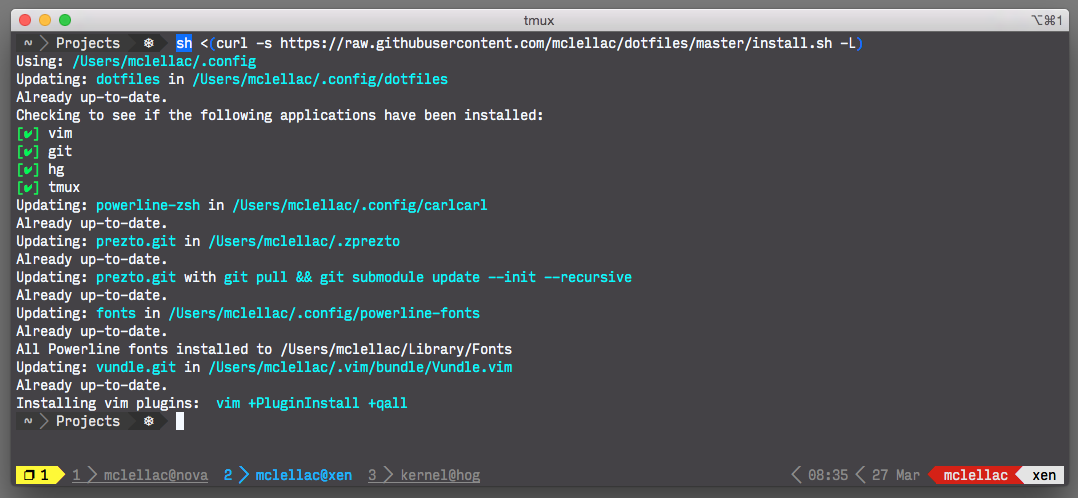 tmux ⌥⌘1
~ Projects ❄ sh <(curl -s https://raw.githubusercontent.com/mclellac/dotfiles/master/install.sh -L)
Using: /Users/mclellac/.config
Updating: dotfiles in /Users/mclellac/.config/dotfiles
Already up-to-date.
Checking to see if the following applications have been installed:
[✔] vim
[✔] git
[✔] hg
[✔] tmux
Updating: powerline-zsh in /Users/mclellac/.config/carlcarl
Already up-to-date.
Updating: prezto.git in /Users/mclellac/.zprezto
Already up-to-date.
Updating: prezto.git with git pull && git submodule update --init --recursive
Already up-to-date.
Updating: fonts in /Users/mclellac/.config/powerline-fonts
Already up-to-date.
All Powerline fonts installed to /Users/mclellac/Library/Fonts
Updating: vundle.git in /Users/mclellac/.vim/bundle/Vundle.vim
Already up-to-date.
Installing vim plugins:  vim +PluginInstall +qall
~ Projects ❄
1 1 mclellac@nova 2 mclellac@xen 3 kernel@hog 08:35 27 Mar mclellac xen